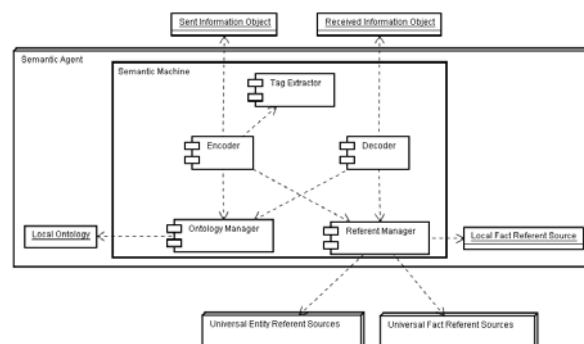 Sent Information Object
Received Information Object
Semantic Agent
Semantic Machine
Tag Extractor
Encoder
Decoder
Local Ontology
Ontology Manager
Referent Manager
Local Fact Referent Source
Universal Entity Referent Sources
Universal Fact Referent Sources